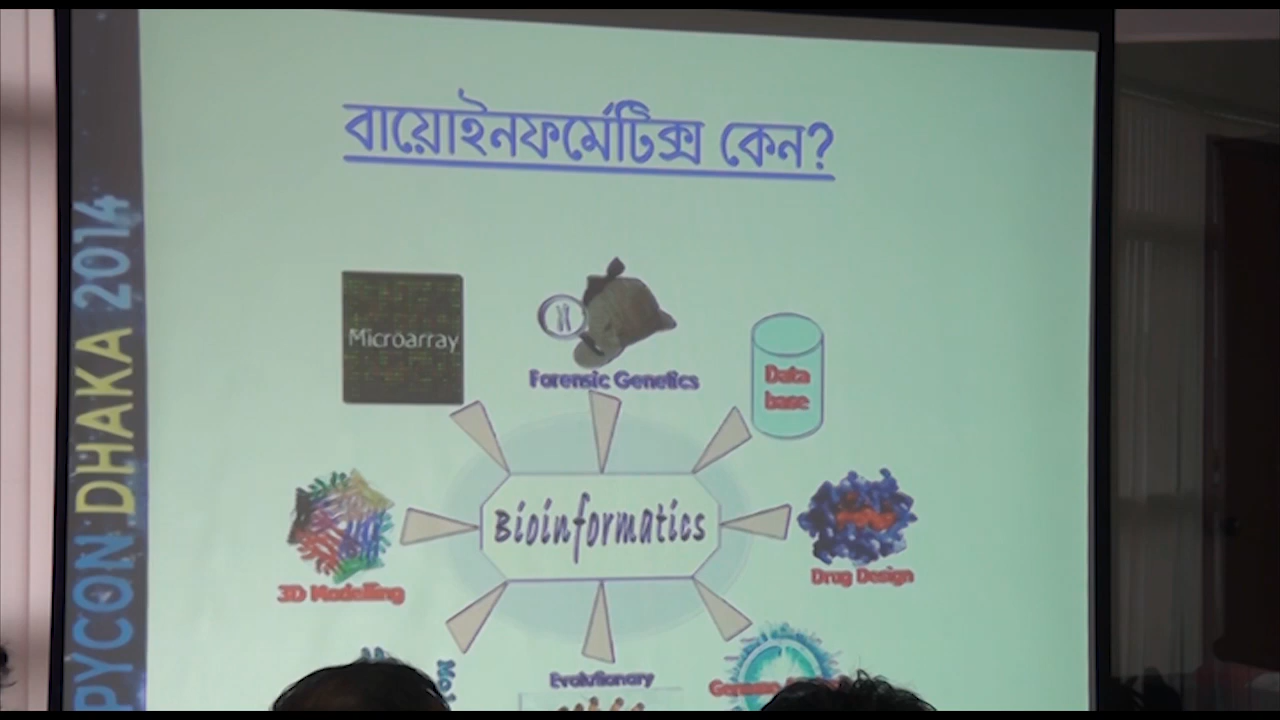 বায়োইনফর্মেটিক্স কেন?
PYCON DHAKA 2014
Microarray
Forensic Genetics
Data
base
Bioinformatics
3D Modelling
Drug Design
Evolutionary